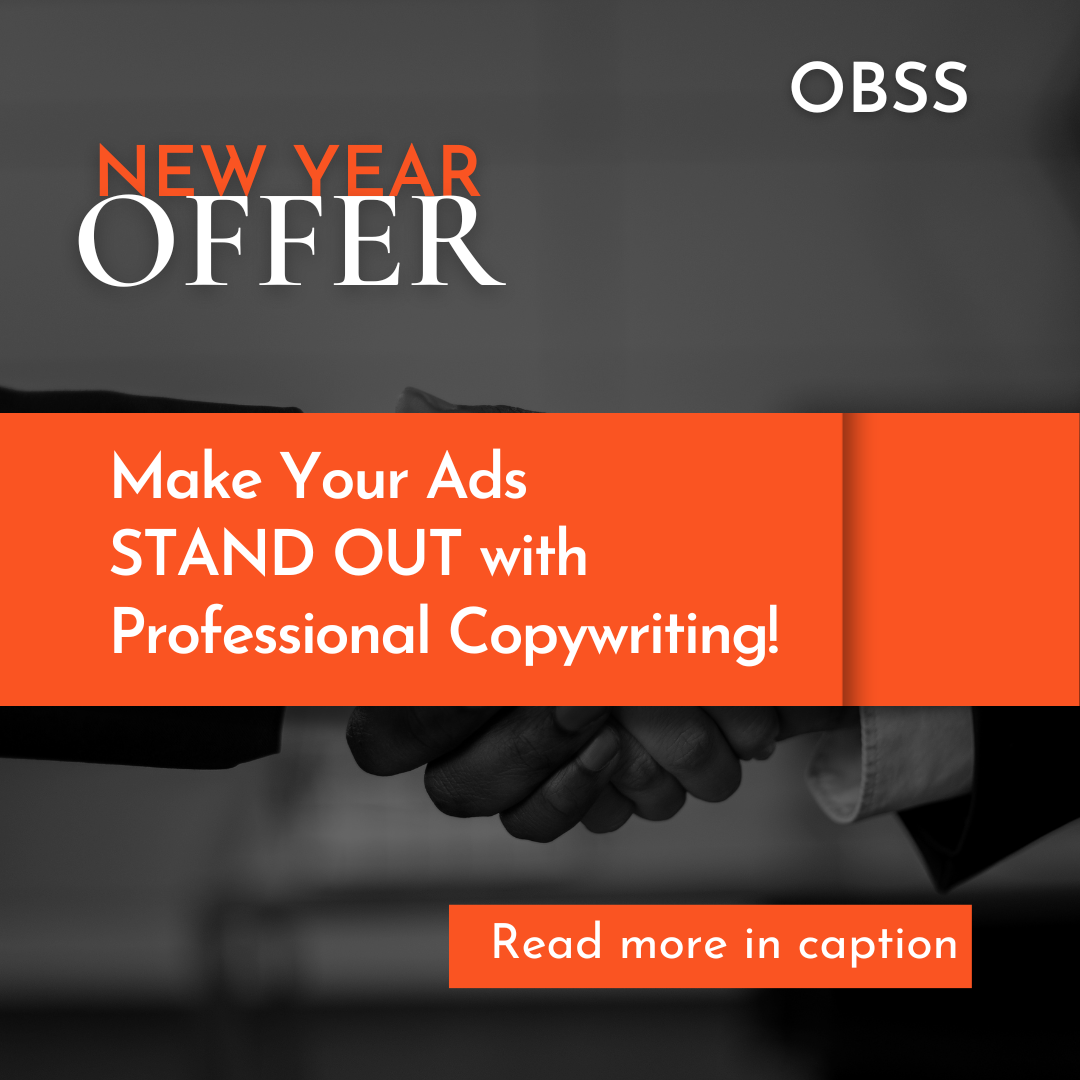 OBSS
NEW YEAR
OFFER
Make Your Ads
STAND OUT with
Professional Copywriting!
Read more in caption